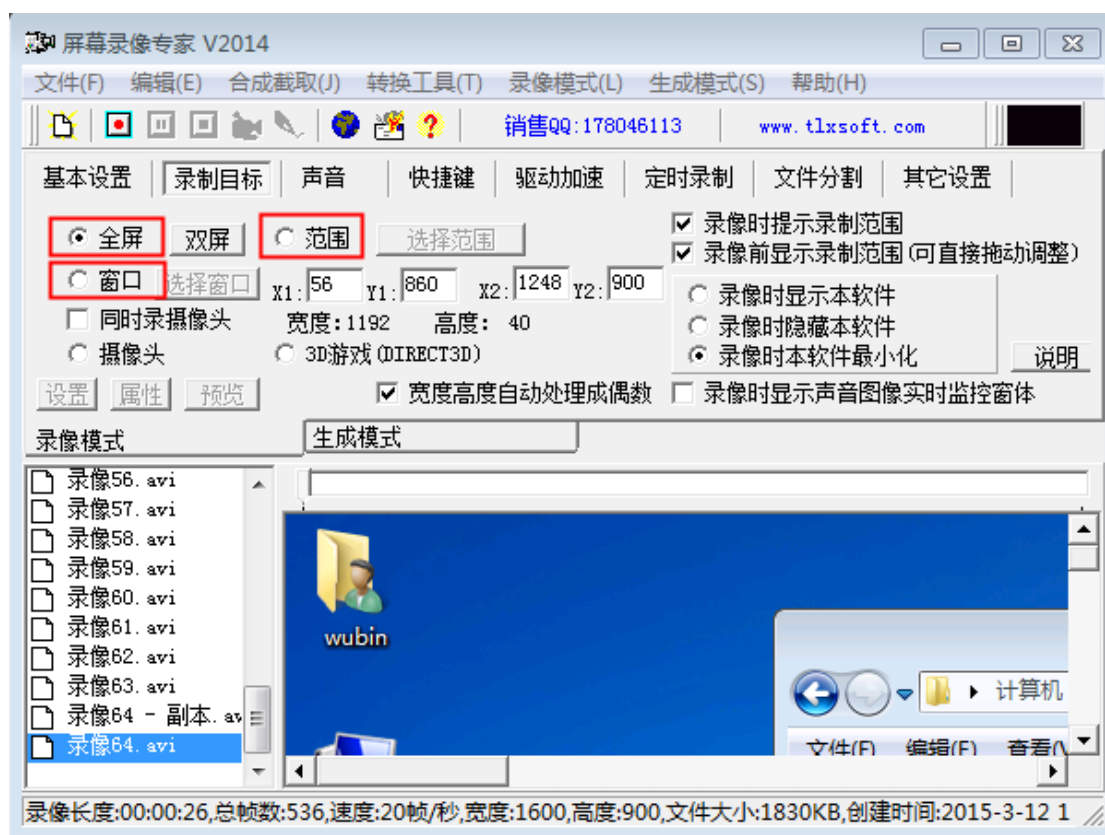 屏幕录像专家 V2014
文件(F) 编辑(E) 合成截取(J) 转换工具(T) 录像模式(L) 生成模式(S) 帮助(H)
销售QQ:178046113 www.tlxsoft.com
基本设置 录制目标 声音 快捷键 驱动加速 定时录制 文件分割 其它设置
全屏 双屏 范围 选择范围 录像时提示录制范围
录像前显示录制范围(可直接拖动调整)
窗口 选择窗口 X1:56 Y1:860 X2:1248 Y2:900 录像时显示本软件
同时录摄像头 宽度:1192 高度: 40 录像时隐藏本软件
摄像头 3D游戏(DIRECT3D) 录像时本软件最小化 说明
设置 属性 预览 宽度高度自动处理成偶数 录像时显示声音图像实时监控窗体
录像模式 生成模式
录像56.avi
录像57.avi
录像58.avi
录像59.avi
录像60.avi
录像61.avi
录像62.avi
录像63.avi
录像64 - 副本.av
录像64.avi
wubin
计算机
文件(F) 编辑(E) 查看(V
录像长度:00:00:26,总帧数:536,速度:20帧/秒,宽度:1600,高度:900,文件大小:1830KB,创建时间:2015-3-12 1